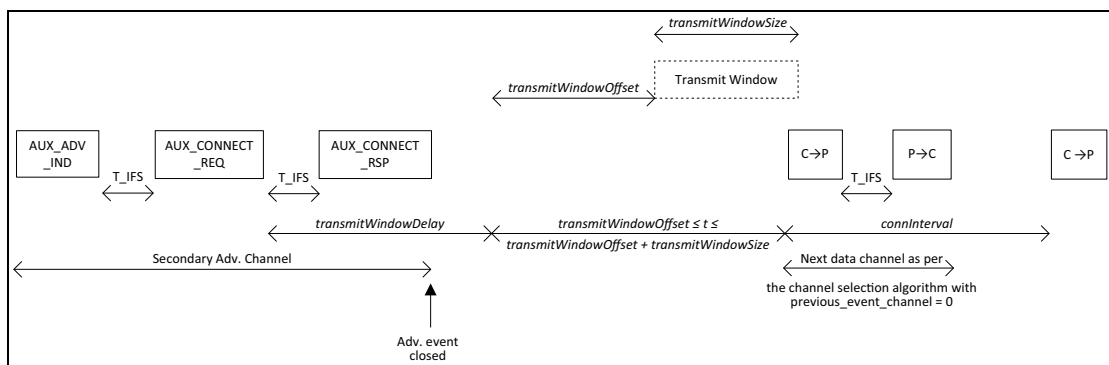 transmitWindowSize
Transmit Window
transmitWindowOffset
AUX_ADV
_IND
AUX_CONNECT
_REQ
AUX_CONNECT
_RSP
C→P
P→C
C→P
T_IFS
T_IFS
T_IFS
transmitWindowDelay
transmitWindowOffset ≤ t ≤
transmitWindowOffset + transmitWindowSize
connInterval
Secondary Adv. Channel
Next data channel as per
the channel selection algorithm with
previous_event_channel = 0
Adv. event
closed